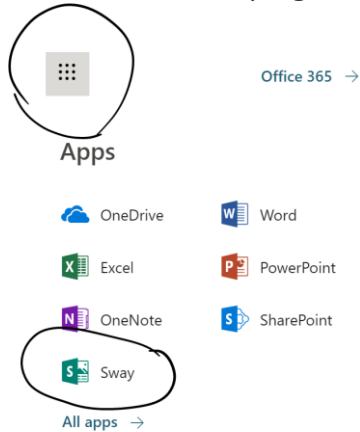 Office 365 →
Apps
OneDrive Word
Excel PowerPoint
OneNote SharePoint
Sway
All apps →